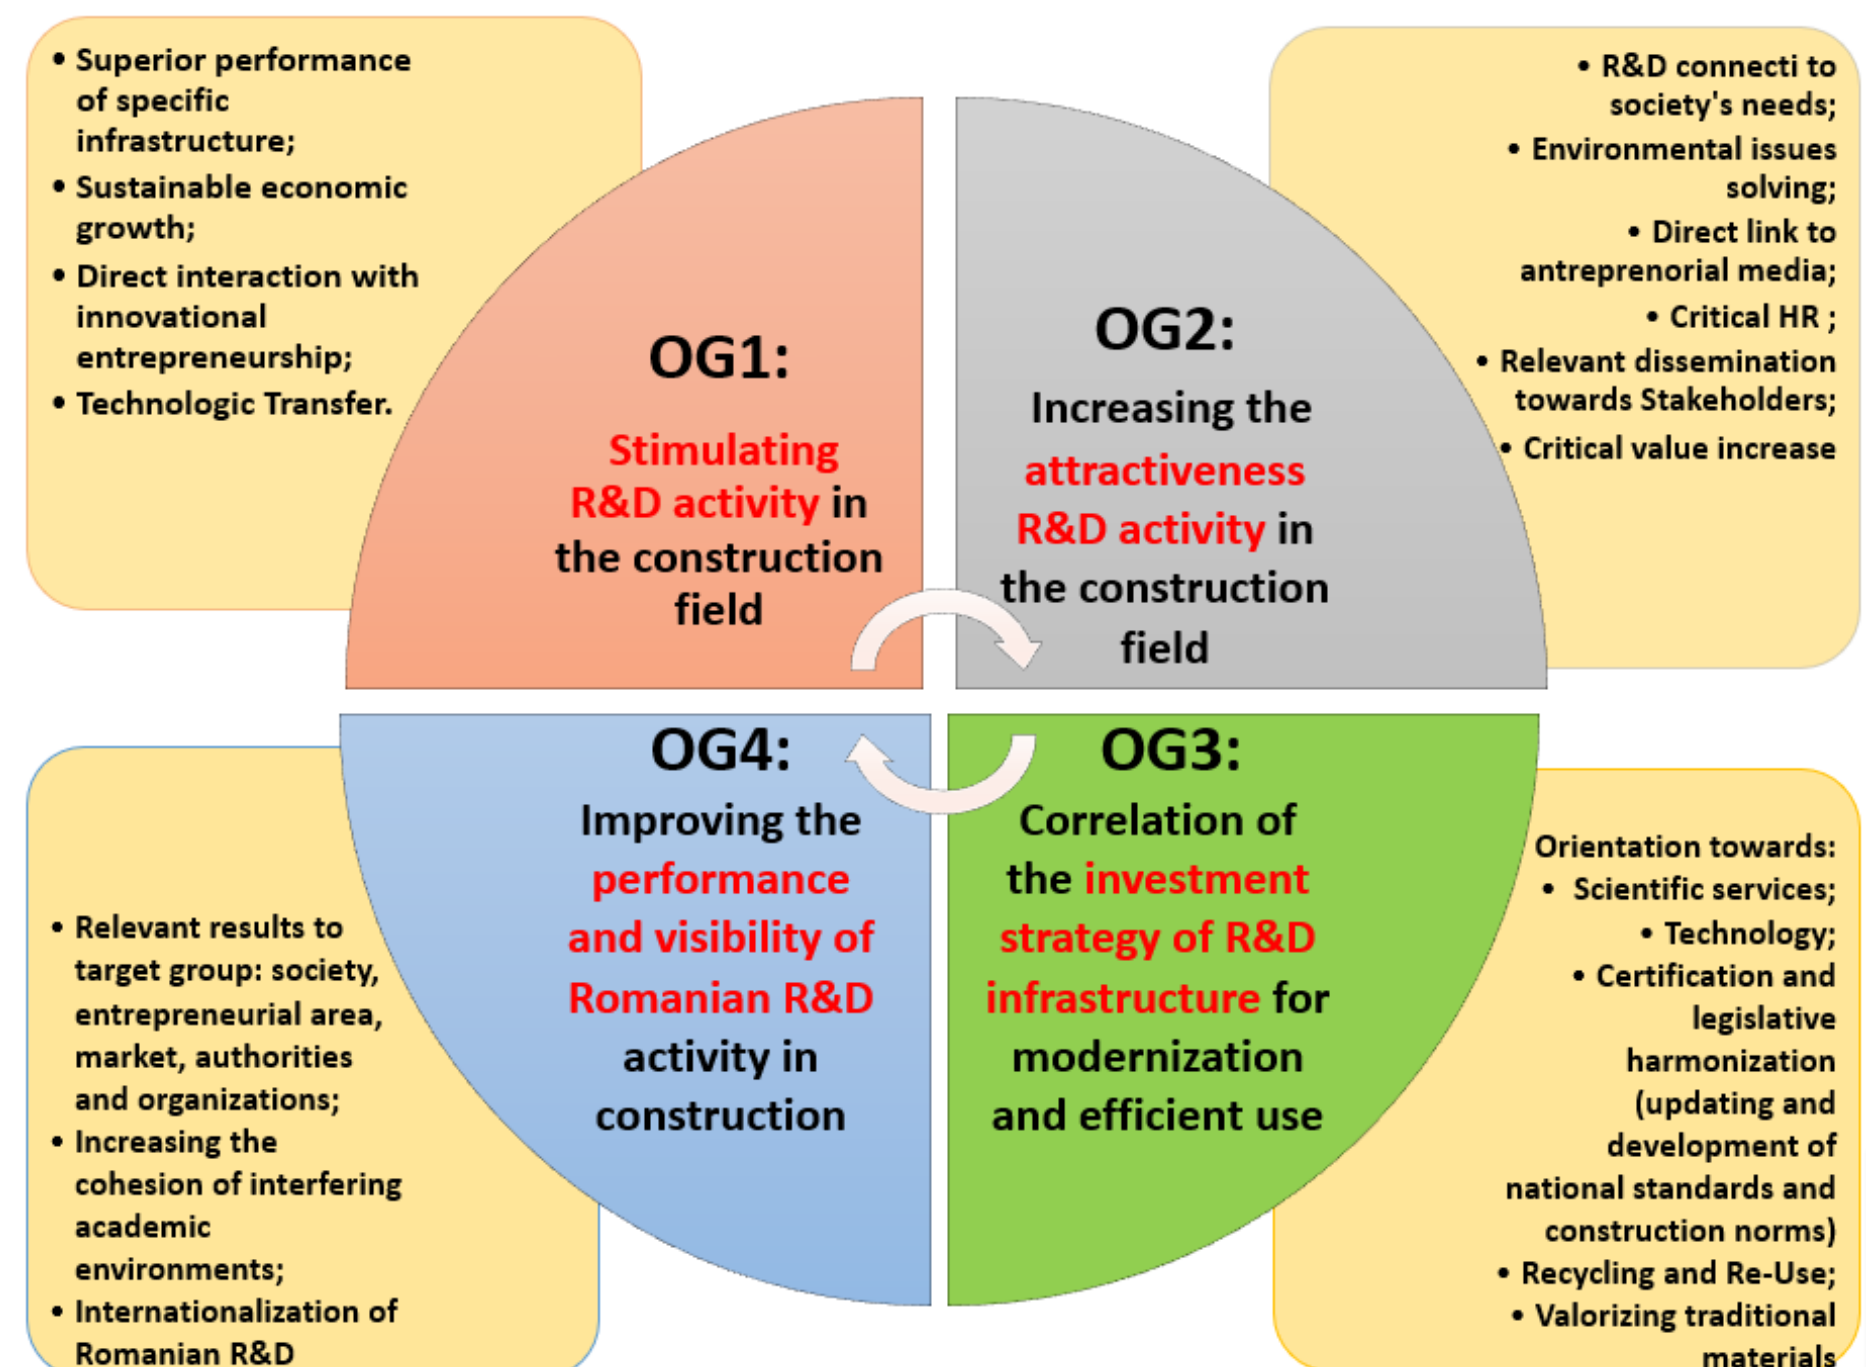 • Superior performance
of specific
infrastructure;
• Sustainable economic
growth;
• Direct interaction with
innovational
entrepreneurship;
• Technologic Transfer.
• R&D connecti to
society's needs;
• Environmental issues
solving;
• Direct link to
antreprenorial media;
• Critical HR ;
• Relevant dissemination
towards Stakeholders;
• Critical value increase
OG1:
Stimulating
R&D activity in
the construction
field
OG2:
Increasing the
attractiveness
R&D activity in
the construction
field
OG4:
Improving the
performance
and visibility of
Romanian R&D
activity in
construction
OG3:
Correlation of
the investment
strategy of R&D
infrastructure for
modernization
and efficient use
• Relevant results to
target group: society,
entrepreneurial area,
market, authorities
and organizations;
• Increasing the
cohesion of interfering
academic
environments;
• Internationalization of
Romanian R&D
Orientation towards:
• Scientific services;
• Technology;
• Certification and
legislative
harmonization
(updating and
development of
national standards and
construction norms)
• Recycling and Re-Use;
• Valorizing traditional
materials